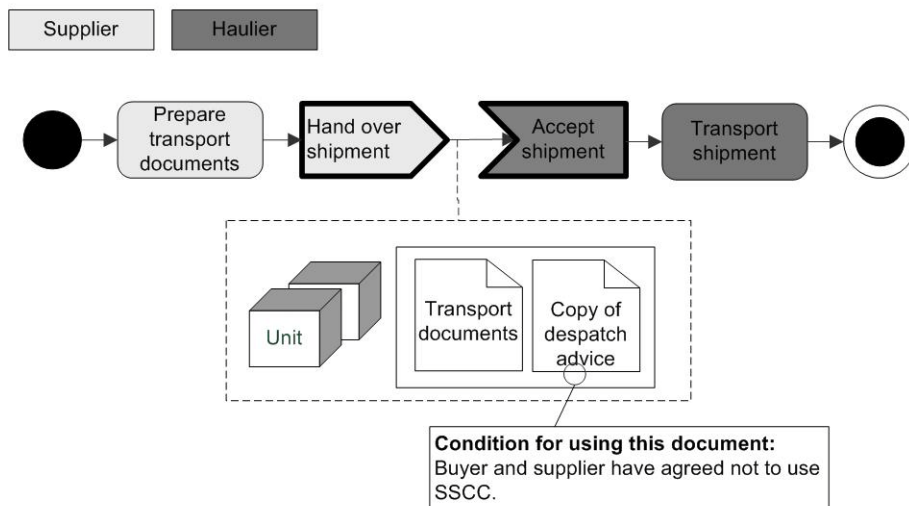 Supplier
Haulier
Prepare
transport
documents
Hand over
shipment
Accept
shipment
Transport
shipment
Unit
Transport
documents
Copy of
despatch
advice
Condition for using this document:
Buyer and supplier have agreed not to use
SSCC.